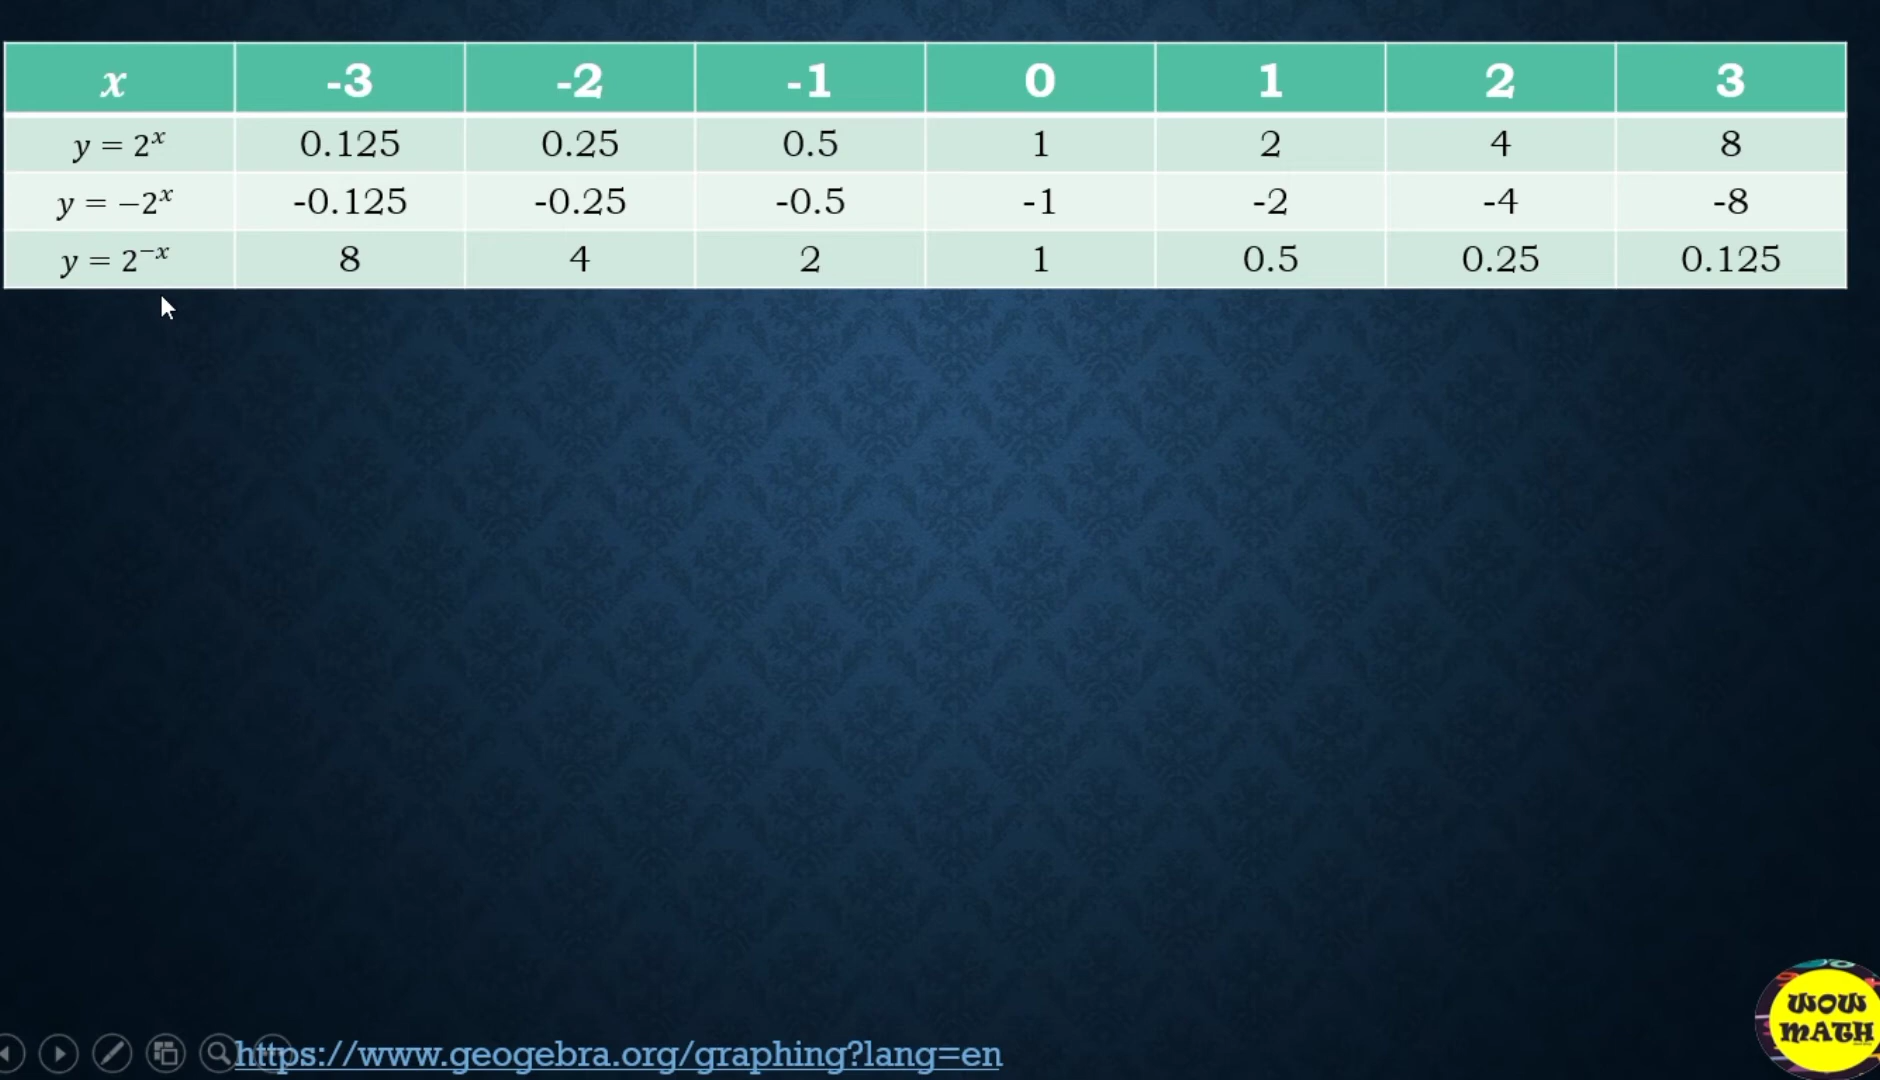 x -3 -2 -1 0 1 2 3
y = 2ˣ 0.125 0.25 0.5 1 2 4 8
y = −2ˣ -0.125 -0.25 -0.5 -1 -2 -4 -8
y = 2⁻ˣ 8 4 2 1 0.5 0.25 0.125
https://www.geogebra.org/graphing?lang=en
WOW
MATH